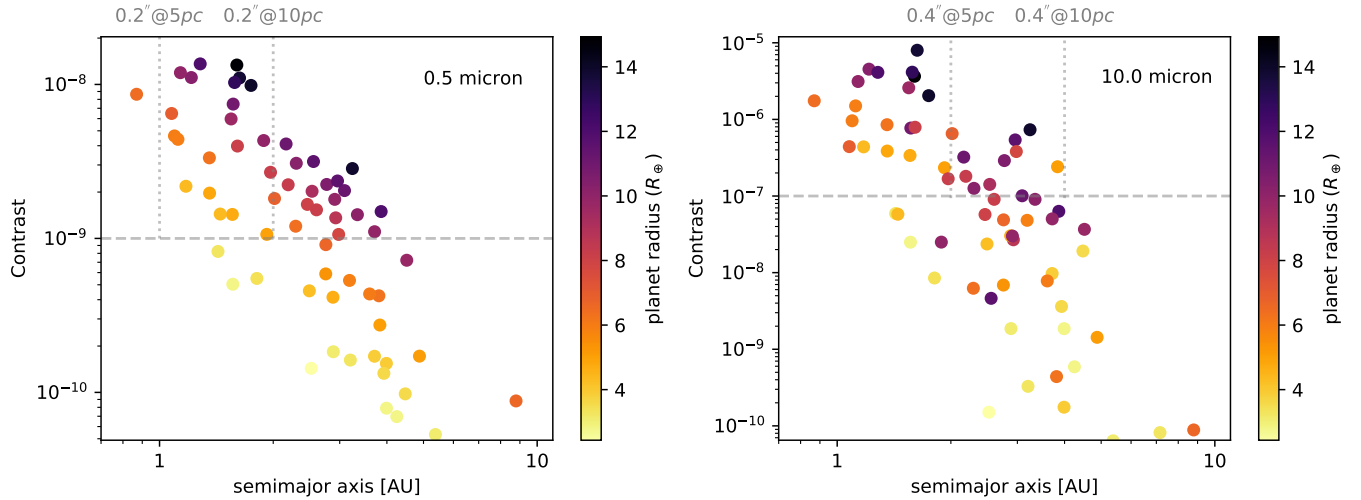 0.2″@5pc 0.2″@10pc
0.5 micron
Contrast
10⁻⁸
10⁻⁹
10⁻¹⁰
1 10
semimajor axis [AU]
14
12
10
8
6
4
planet radius (R⊕)
0.4″@5pc 0.4″@10pc
10.0 micron
Contrast
10⁻⁵
10⁻⁶
10⁻⁷
10⁻⁸
10⁻⁹
10⁻¹⁰
1 10
semimajor axis [AU]
14
12
10
8
6
4
planet radius (R⊕)